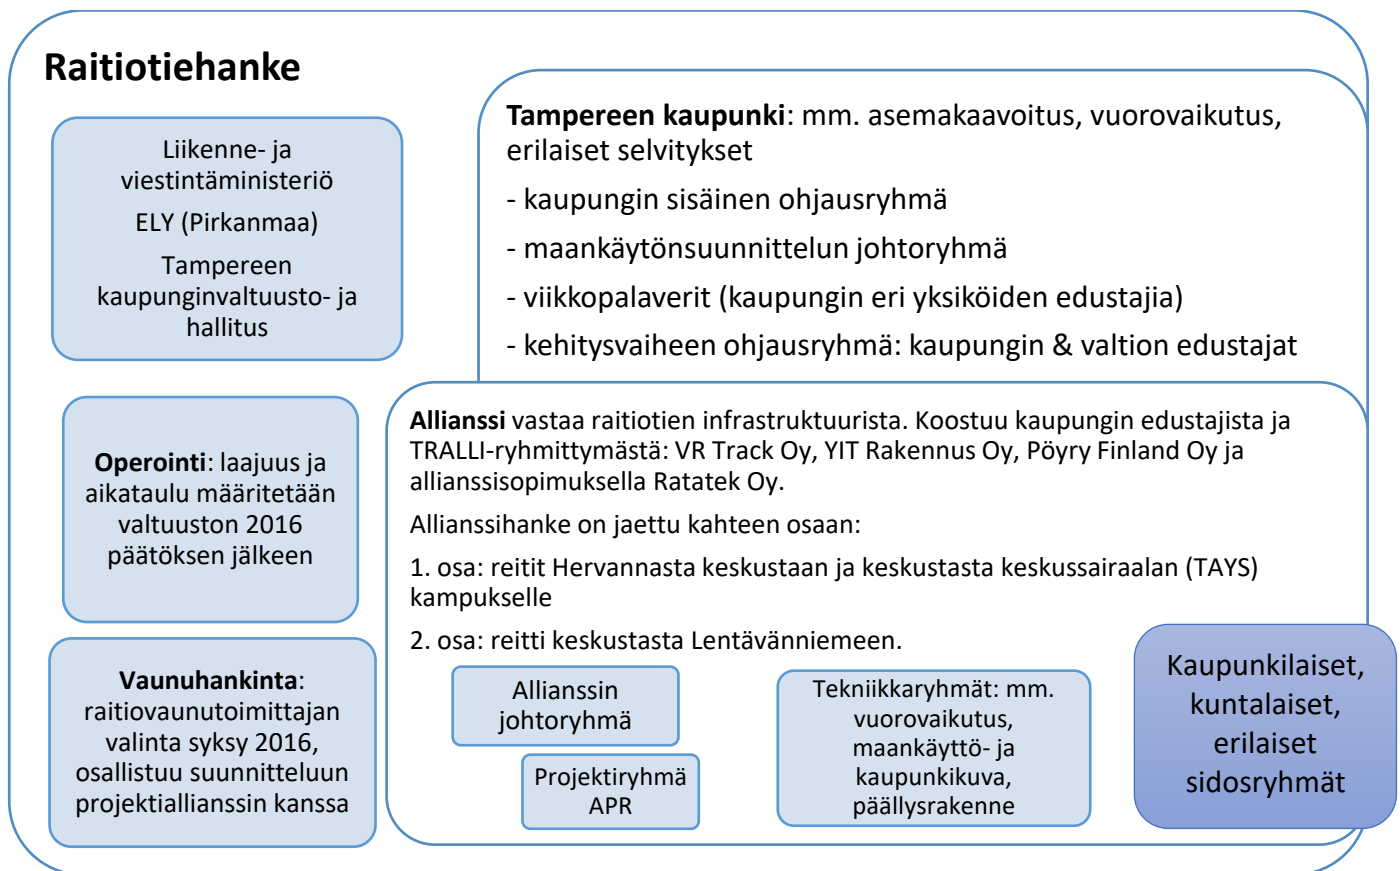 Raitiotiehanke
Liikenne- ja
viestintäministeriö
ELY (Pirkanmaa)
Tampereen
kaupunginvaltuusto- ja
hallitus
Tampereen kaupunki: mm. asemakaavoitus, vuorovaikutus,
erilaiset selvitykset
- kaupungin sisäinen ohjausryhmä
- maankäytönsuunnittelun johtoryhmä
- viikkopalaverit (kaupungin eri yksiköiden edustajia)
- kehitysvaiheen ohjausryhmä: kaupungin & valtion edustajat
Operointi: laajuus ja
aikataulu määritetään
valtuuston 2016
päätöksen jälkeen
Allianssi vastaa raitiotien infrastruktuurista. Koostuu kaupungin edustajista ja
TRALLI-ryhmittymästä: VR Track Oy, YIT Rakennus Oy, Pöyry Finland Oy ja
allianssisopimuksella Ratatek Oy.
Allianssihanke on jaettu kahteen osaan:
1. osa: reitit Hervannasta keskustaan ja keskustasta keskussairaalan (TAYS)
kampukselle
2. osa: reitti keskustasta Lentävänniemeen.
Vaunuhankinta:
raitiovaunutoimittajan
valinta syksy 2016,
osallistuu suunnitteluun
projektiallianssin kanssa
Allianssin
johtoryhmä
Projektiryhmä
APR
Tekniikkaryhmät: mm.
vuorovaikutus,
maankäyttö- ja
kaupunkikuva,
päällysrakenne
Kaupunkilaiset,
kuntalaiset,
erilaiset
sidosryhmät